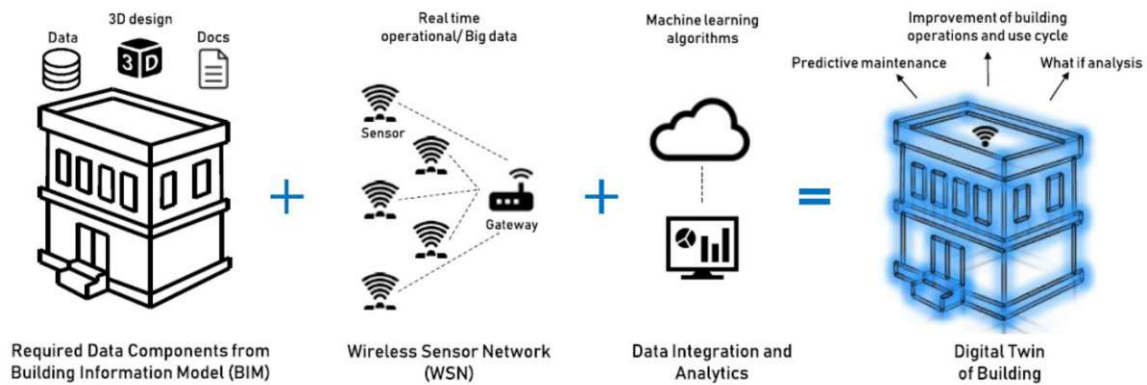 3D design
Data
Docs
3D
Required Data Components from
Building Information Model (BIM)
+
Real time
operational/ Big data
Sensor
Gateway
Wireless Sensor Network
(WSN)
+
Machine learning
algorithms
Data Integration and
Analytics
=
Improvement of building
operations and use cycle
Predictive maintenance
What if analysis
Digital Twin
of Building